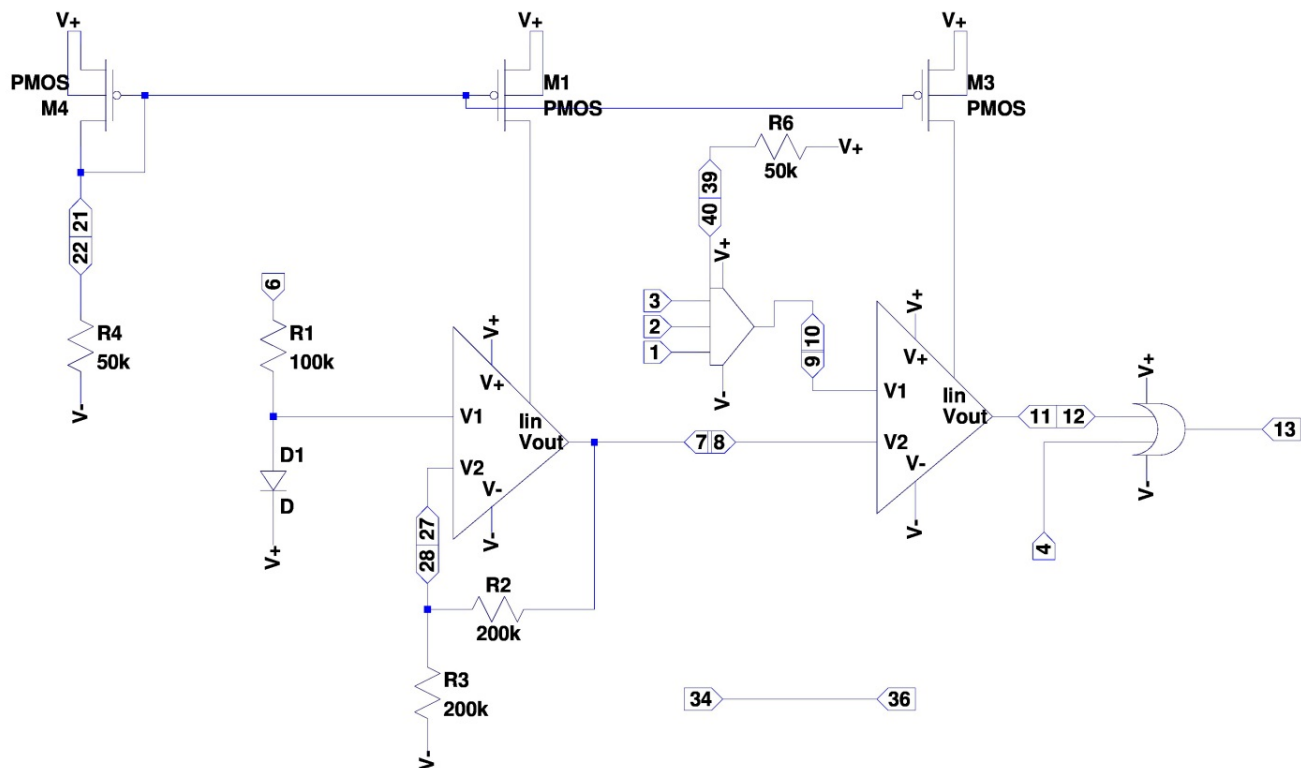 V+
PMOS
M4
21
22
R4
50k
V-
6
R1
100k
D1
D
V+
V+
M1
PMOS
V+
V+
V1
Iin
Vout
V2
V-
V-
27
28
R2
200k
R3
200k
V-
V+
M3
PMOS
R6
50k
V+
39
40
V+
3
2
1
V-
10
9
7
8
V+
V+
V1
Iin
Vout
V2
V-
V-
11
12
V+
V-
4
13
34
36